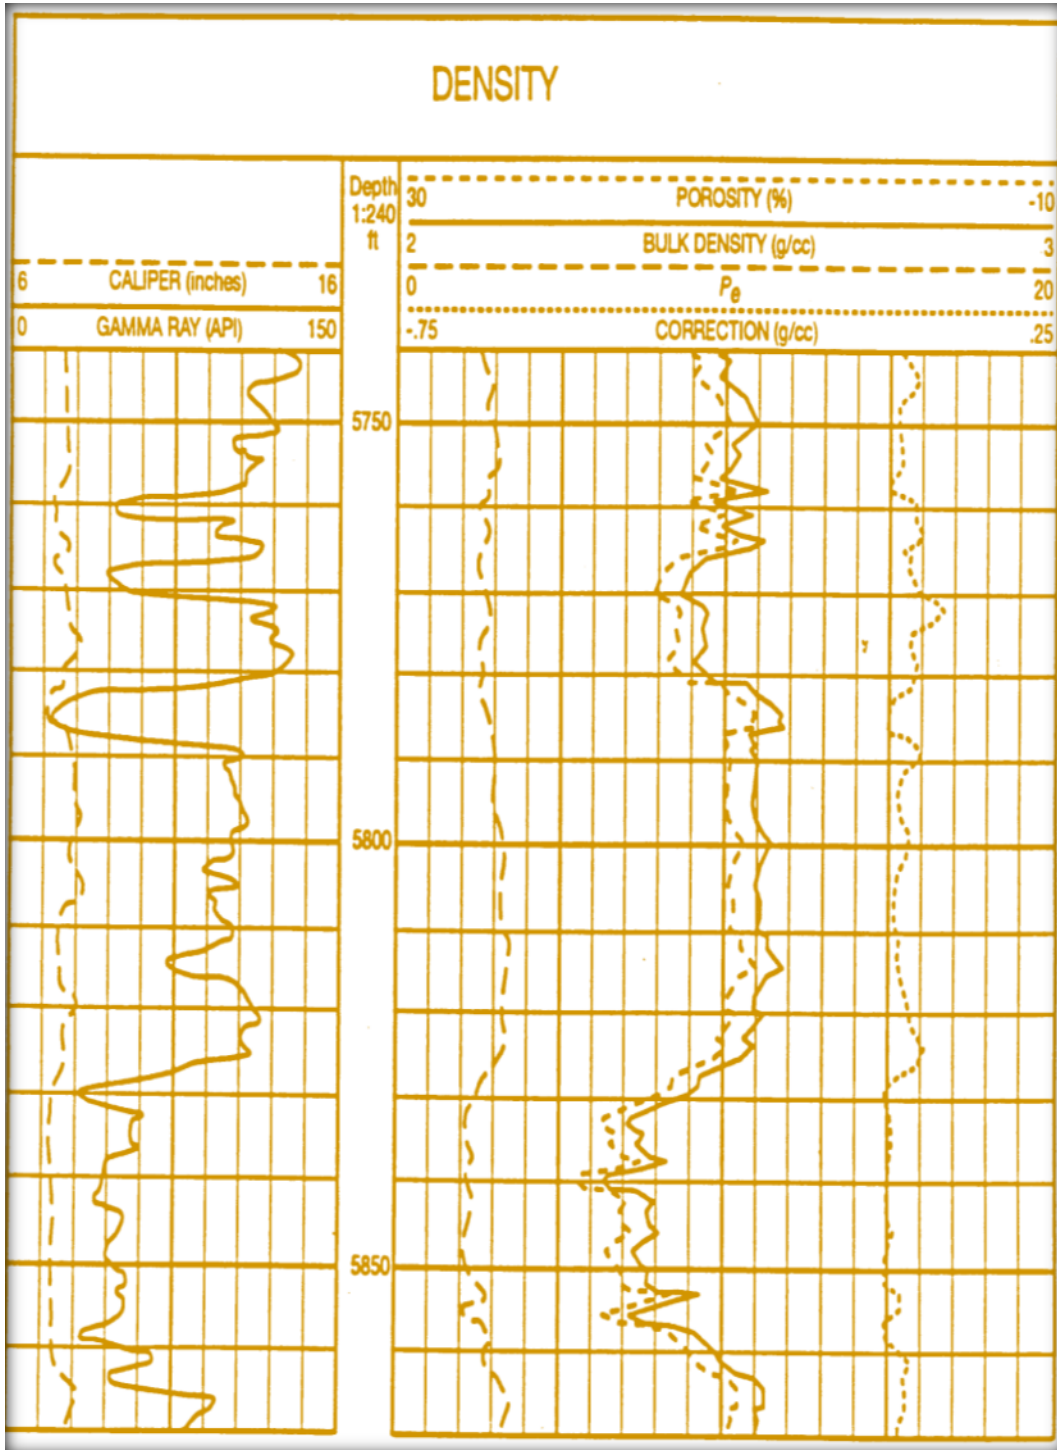 DENSITY
Depth
1:240
ft
30 POROSITY (%) -10
2 BULK DENSITY (g/cc) 3
6 CALIPER (inches) 16
0 Pe 20
0 GAMMA RAY (API) 150
-.75 CORRECTION (g/cc) .25
5750
5800
5850